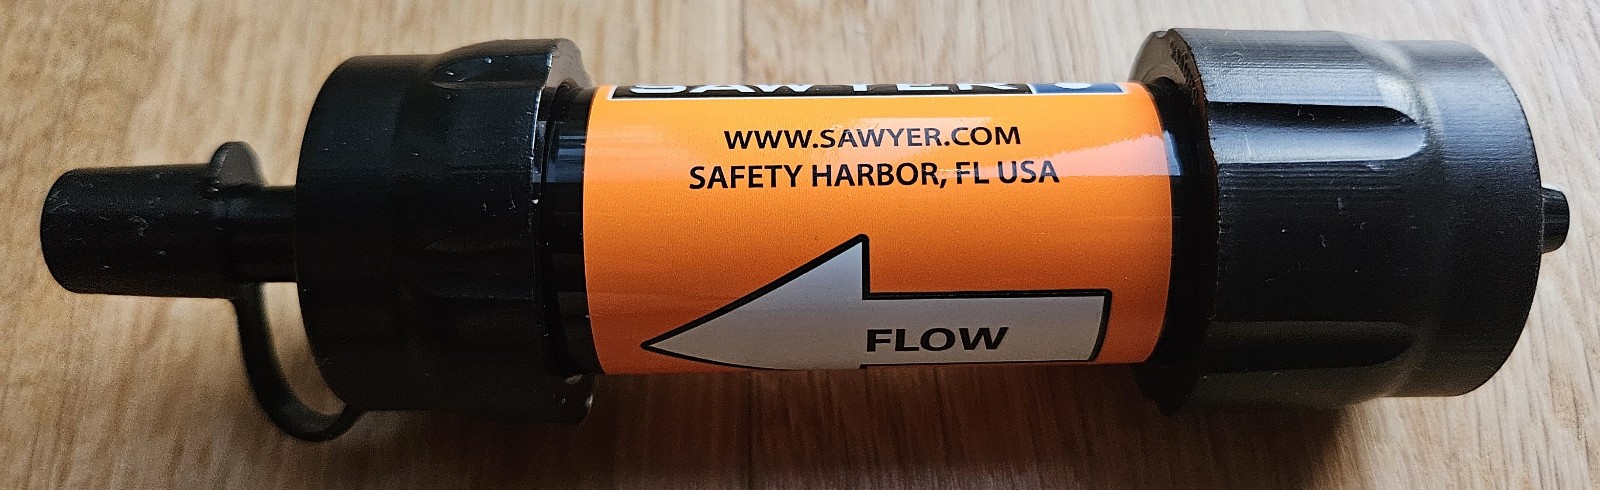 SAWYER
WWW.SAWYER.COM
SAFETY HARBOR, FL USA
FLOW